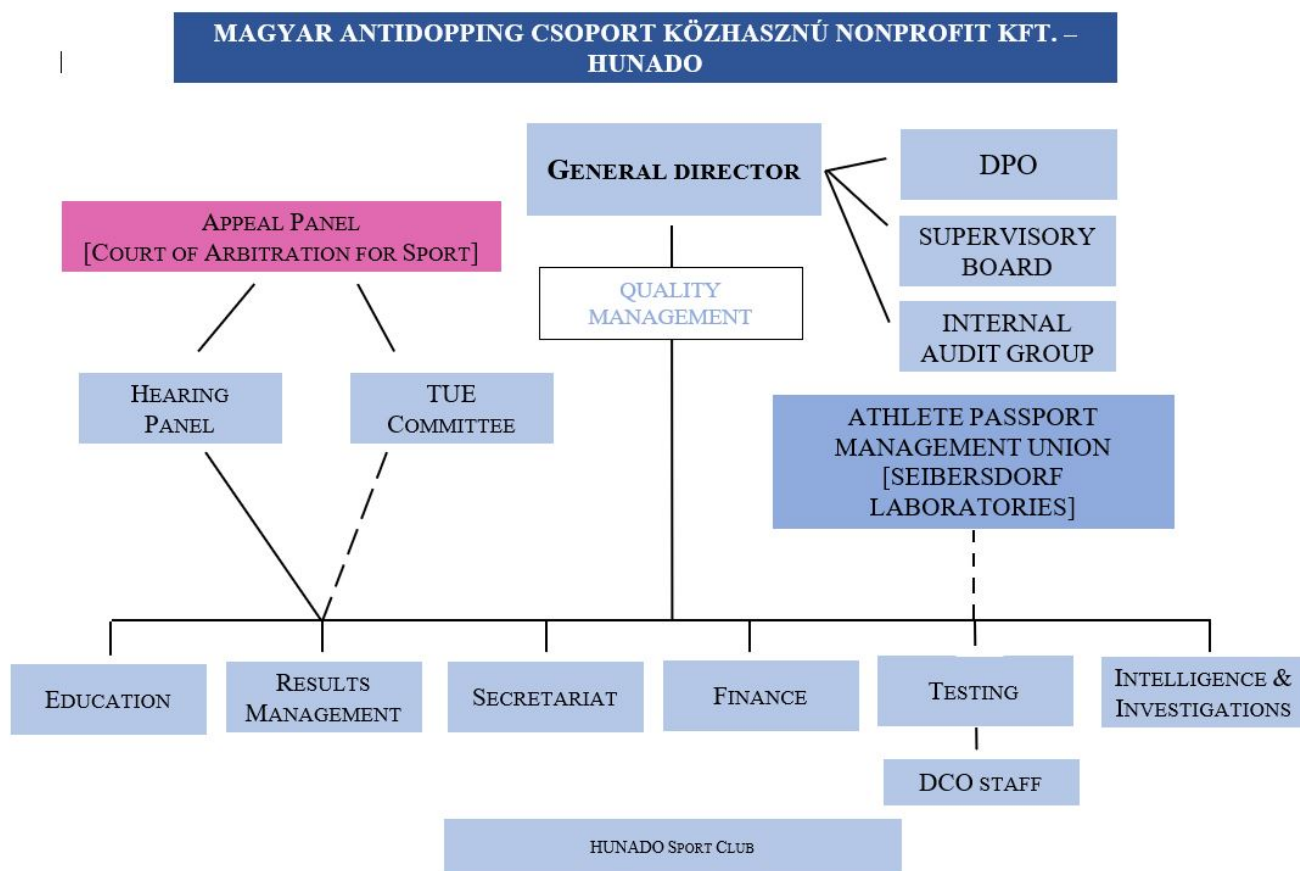 MAGYAR ANTIDOPPING CSOPORT KÖZHASZNÚ NONPROFIT KFT. –
HUNADO
GENERAL DIRECTOR
DPO
SUPERVISORY
BOARD
INTERNAL
AUDIT GROUP
APPEAL PANEL
[COURT OF ARBITRATION FOR SPORT]
QUALITY
MANAGEMENT
HEARING
PANEL
TUE
COMMITTEE
ATHLETE PASSPORT
MANAGEMENT UNION
[SEIBERSDORF
LABORATORIES]
EDUCATION
RESULTS
MANAGEMENT
SECRETARIAT
FINANCE
TESTING
INTELLIGENCE &
INVESTIGATIONS
DCO STAFF
HUNADO SPORT CLUB